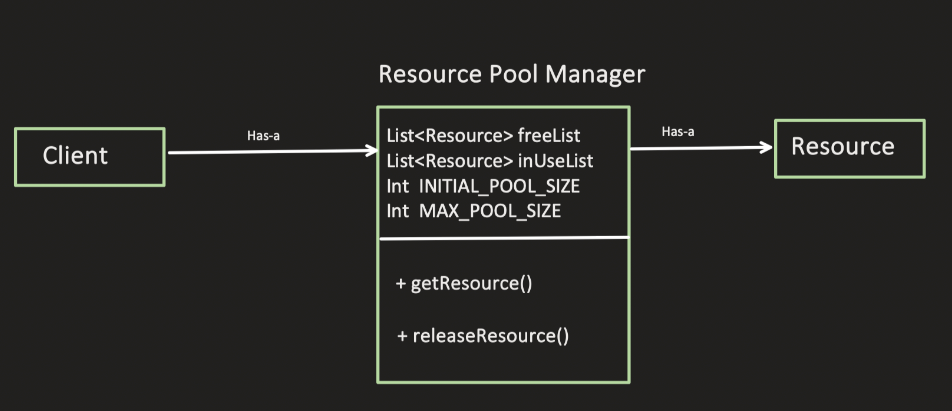 Resource Pool Manager
Client
Has-a
List<Resource> freeList
List<Resource> inUseList
Int INITIAL_POOL_SIZE
Int MAX_POOL_SIZE
+ getResource()
+ releaseResource()
Has-a
Resource